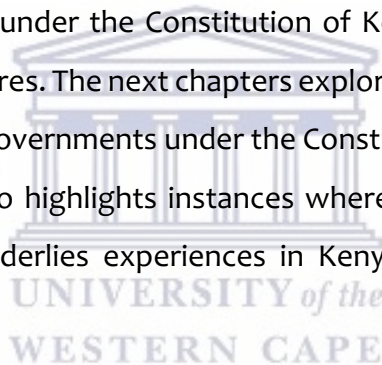 under the Constitution of Ke
res. The next chapters explor
overnments under the Const
o highlights instances where
derlies experiences in Keny
UNIVERSITY of the
WESTERN CAPE